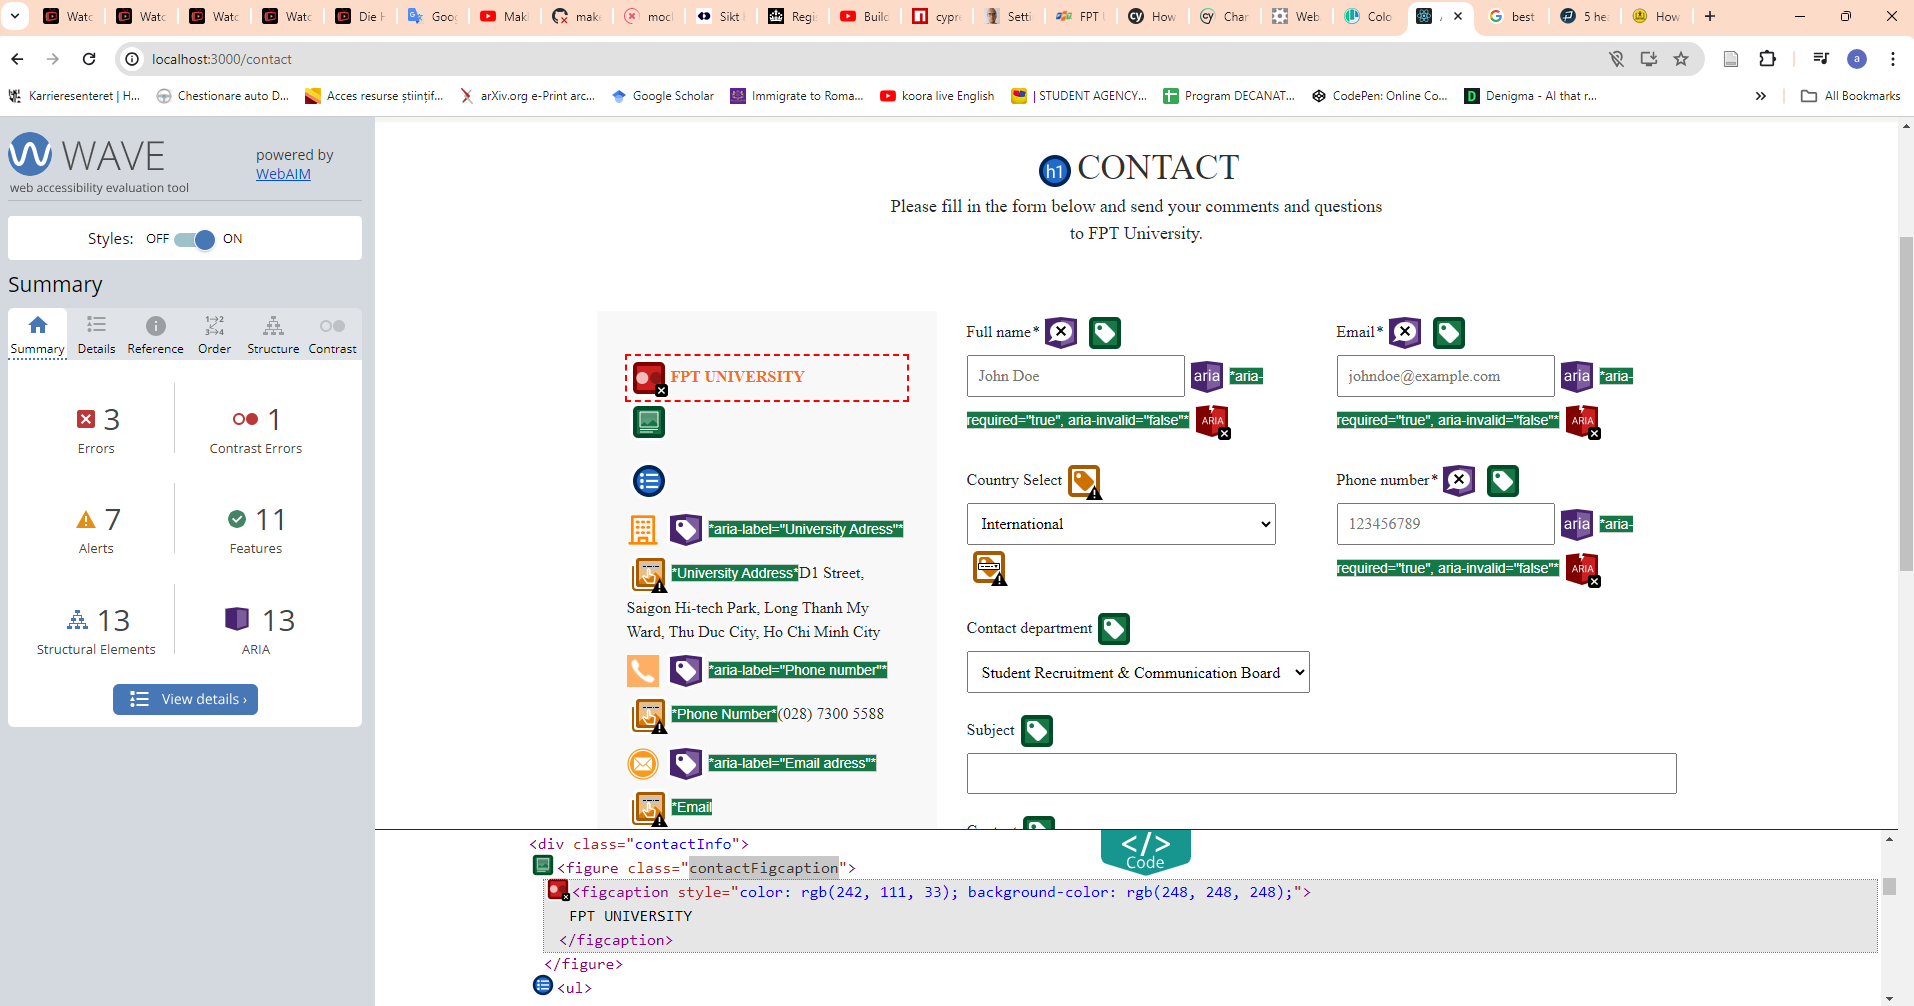 Watc
Watc
Watc
Watc
Die H
Goog
Makl
make
moc
Sikt
Regis
Build
cypre
Setti
FPT
How
Char
Web
Colo
best
5 he
How
localhost:3000/contact
Karrieresenteret | H...
Chestionare auto D...
Acces resurse științif...
arXiv.org e-Print arc...
Google Scholar
Immigrate to Roma...
koora live English
| STUDENT AGENCY...
Program DECANAT...
CodePen: Online Co...
Denigma - AI that r...
»
All Bookmarks
WAVE
powered by
WebAIM
web accessibility evaluation tool
Styles: OFF ON
Summary
Summary Details Reference Order Structure Contrast
3
Errors
1
Contrast Errors
7
Alerts
11
Features
13
Structural Elements
13
ARIA
View details ›
h1 CONTACT
Please fill in the form below and send your comments and questions
to FPT University.
FPT UNIVERSITY
*aria-label="University Adress"*
*University Address*D1 Street,
Saigon Hi-tech Park, Long Thanh My
Ward, Thu Duc City, Ho Chi Minh City
*aria-label="Phone number"*
*Phone Number*(028) 7300 5588
*aria-label="Email adress"*
*Email
Full name*
John Doe
aria *aria-
required="true", aria-invalid="false"* ARIA
Email*
johndoe@example.com
aria *aria-
required="true", aria-invalid="false"* ARIA
Country Select
International
Phone number*
123456789
aria *aria-
required="true", aria-invalid="false"* ARIA
Contact department
Student Recruitment & Communication Board
Subject
</>
Code
<div class="contactInfo">
<figure class="contactFigcaption">
<figcaption style="color: rgb(242, 111, 33); background-color: rgb(248, 248, 248);">
FPT UNIVERSITY
</figcaption>
</figure>
<ul>